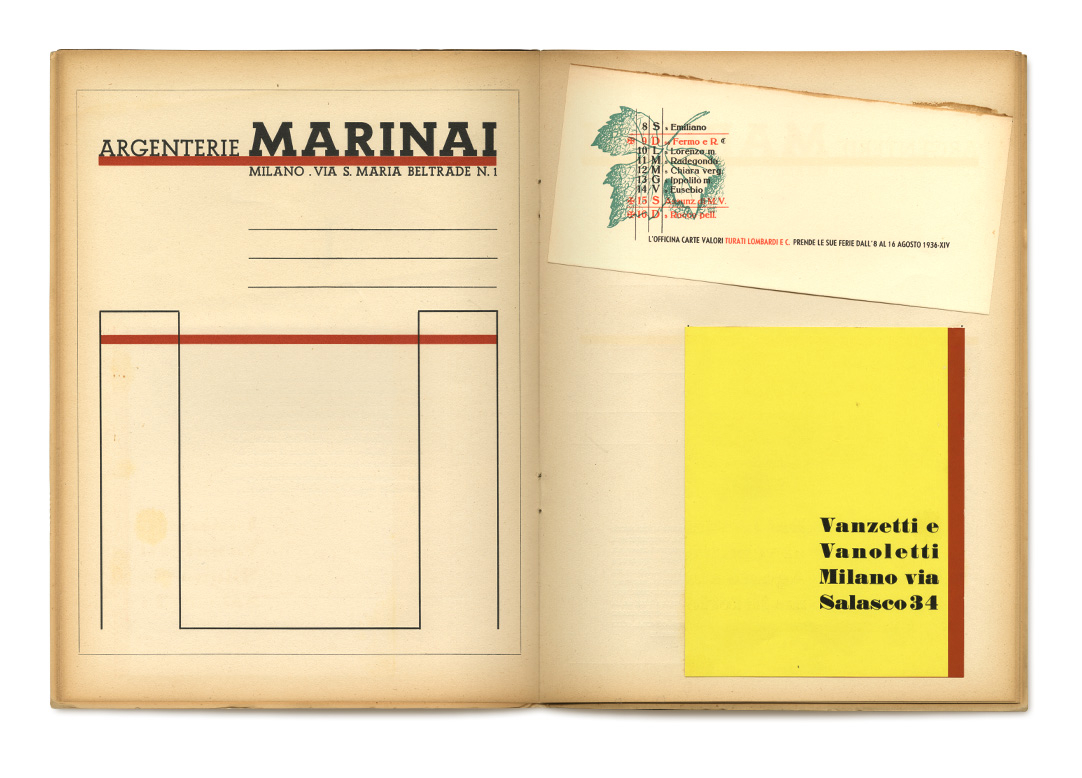 ARGENTERIE MARINAI
MILANO . VIA S. MARIA BELTRADE N. 1
8 S s Emiliano
✠ 9 D s Fermo e R. ☾
10 L s Lorenzo m.
11 M s Radegonda
12 M s Chiara verg.
13 G s Ippolito m.
14 V s Eusebio
✠ 15 S Assunz. di M.V.
✠ 16 D s Rocco pell.
L'OFFICINA CARTE VALORI TURATI LOMBARDI E C. PRENDE LE SUE FERIE DALL'8 AL 16 AGOSTO 1936-XIV
Vanzetti e
Vanoletti
Milano via
Salasco 34